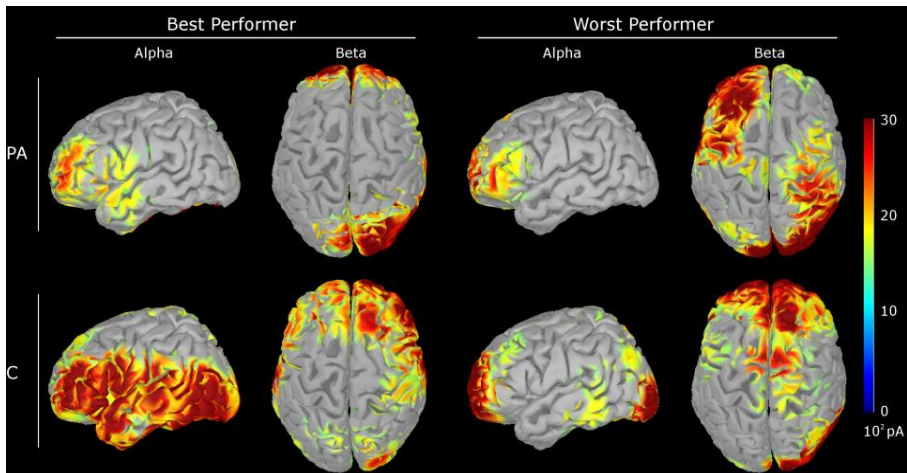 Best Performer
Worst Performer
Alpha
Beta
Alpha
Beta
PA
C
30
20
10
0
10² pA